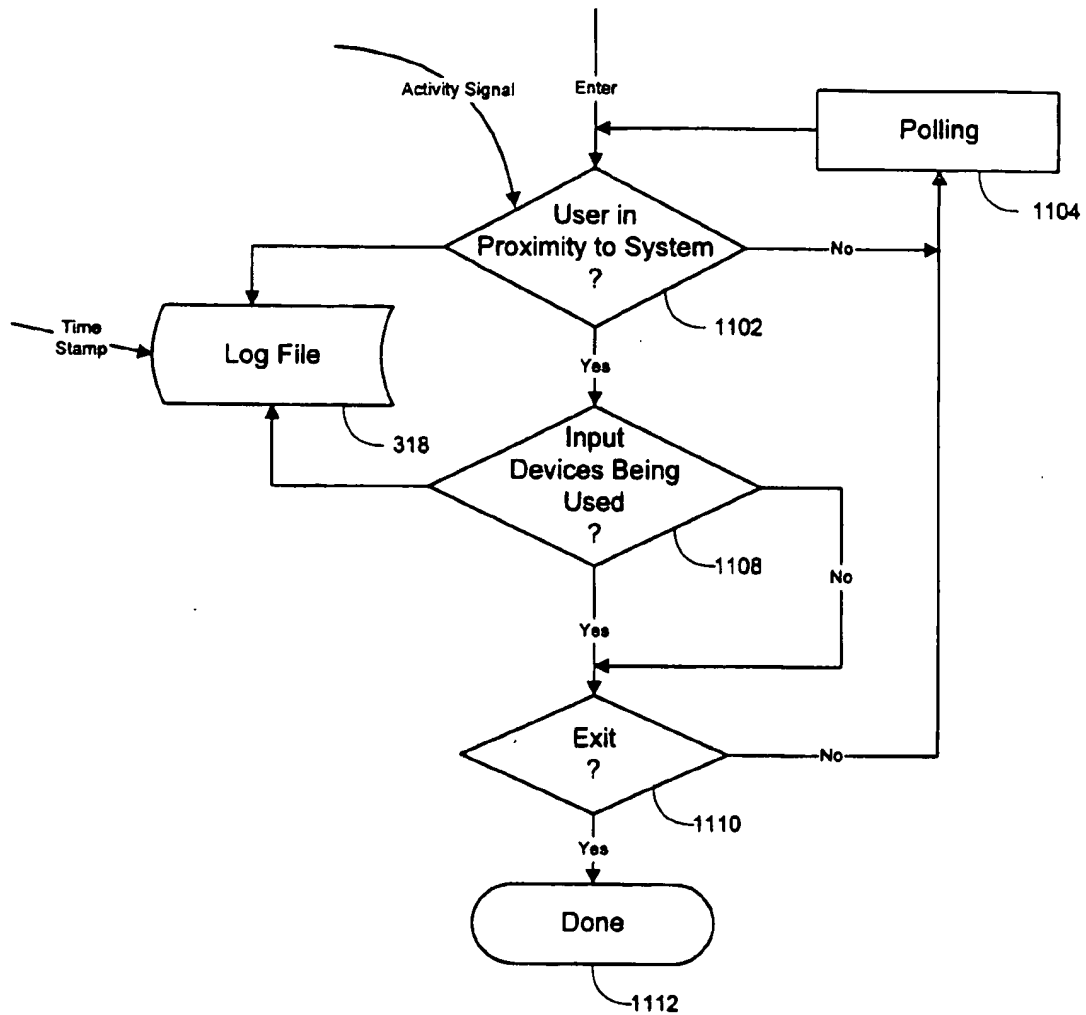 Activity Signal
Enter
Polling
1104
User in
Proximity to System
?
No
1102
Time
Stamp
Log File
318
Yes
Input
Devices Being
Used
?
1108
No
Yes
Exit
?
No
1110
Yes
Done
1112